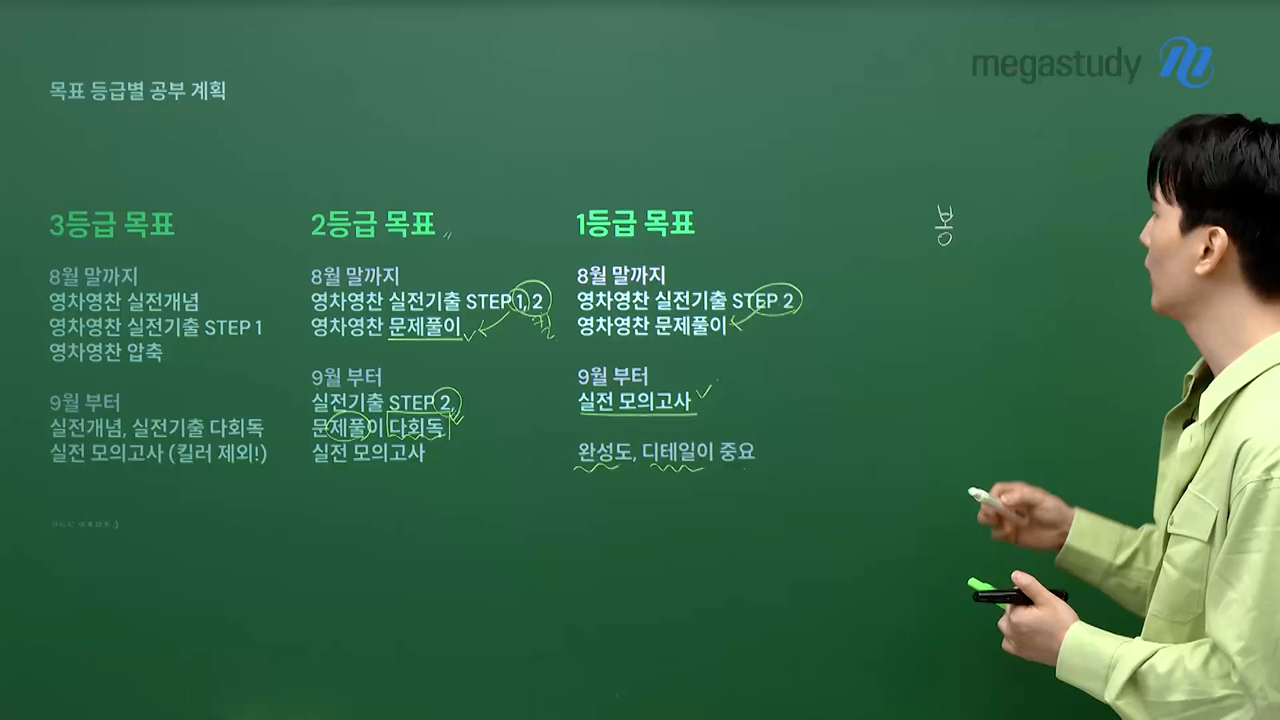 megastudy
목표 등급별 공부 계획
3등급 목표
8월 말까지
영차영찬 실전개념
영차영찬 실전기출 STEP 1
영차영찬 압축
9월 부터
실전개념, 실전기출 다회독
실전 모의고사 (킬러 제외!)
2등급 목표
8월 말까지
영차영찬 실전기출 STEP 1, 2
영차영찬 문제풀이
9월 부터
실전기출 STEP 2,
문제풀이 다회독
실전 모의고사
1등급 목표
8월 말까지
영차영찬 실전기출 STEP 2
영차영찬 문제풀이
9월 부터
실전 모의고사
완성도, 디테일이 중요
봉